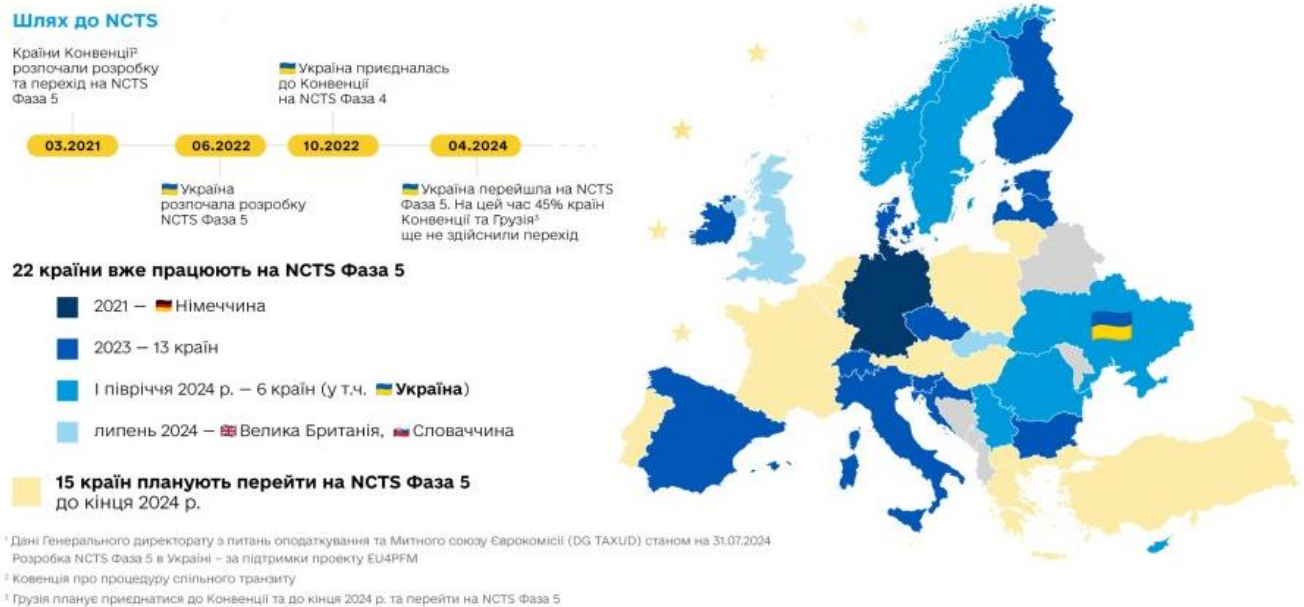 Шлях до NCTS
Країни Конвенції²
розпочали розробку
та перехід на NCTS
Фаза 5
Україна приєдналась
до Конвенції
на NCTS Фаза 4
03.2021
06.2022
10.2022
04.2024
Україна
розпочала розробку
NCTS Фаза 5
Україна перейшла на NCTS
Фаза 5. На цей час 45% країн
Конвенції та Грузія³
ще не здійснили перехід
22 країни вже працюють на NCTS Фаза 5
2021 — Німеччина
2023 — 13 країн
I півріччя 2024 р. — 6 країн (у т.ч. Україна)
липень 2024 — Велика Британія, Словаччина
15 країн планують перейти на NCTS Фаза 5
до кінця 2024 р.
¹ Дані Генерального директорату з питань оподаткування та Митного союзу Єврокомісії (DG TAXUD) станом на 31.07.2024
Розробка NCTS Фаза 5 в Україні – за підтримки проекту EU4PFM
² Ковенція про процедуру спільного транзиту
³ Грузія планує приєднатися до Конвенції та до кінця 2024 р. та перейти на NCTS Фаза 5